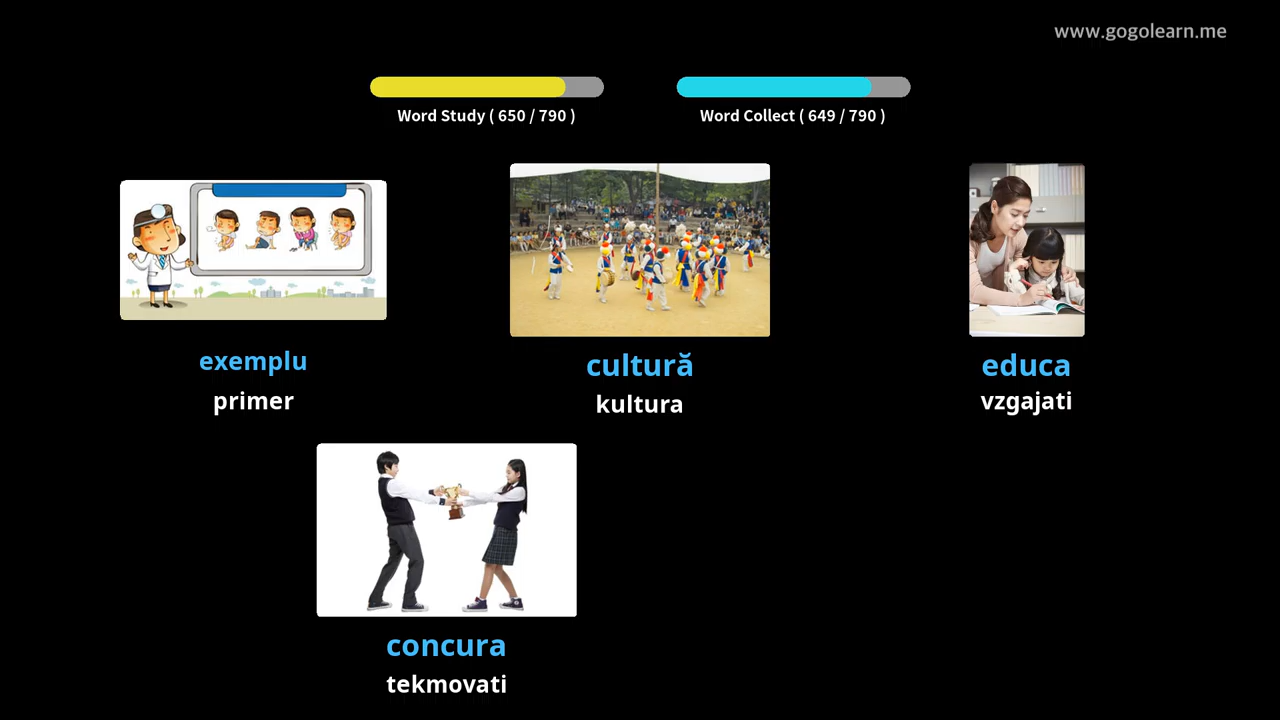 www.gogolearn.me
Word Study ( 650 / 790 )
Word Collect ( 649 / 790 )
exemplu
primer
cultură
kultura
educa
vzgajati
concura
tekmovati